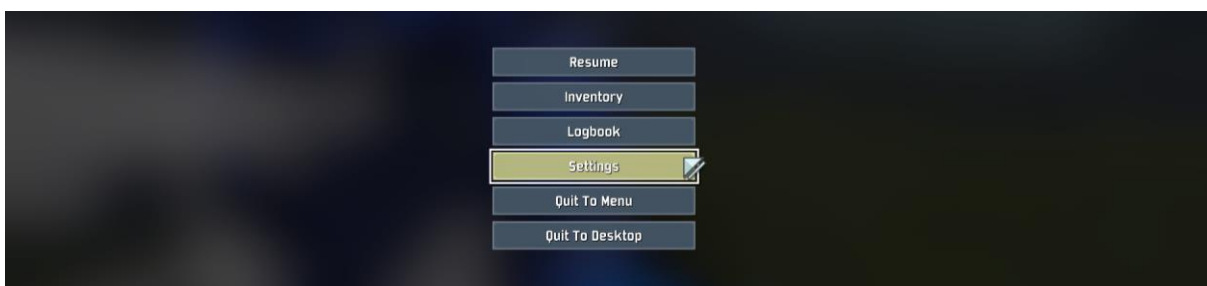 Resume
Inventory
Logbook
Settings
Quit To Menu
Quit To Desktop